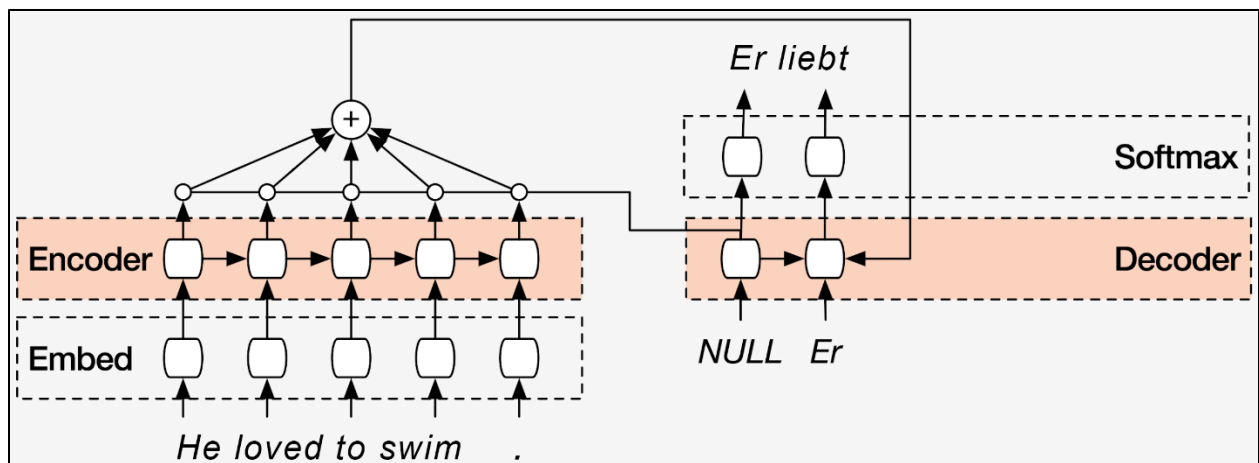 Er liebt
+
Softmax
Encoder
Decoder
Embed
NULL Er
He loved to swim .